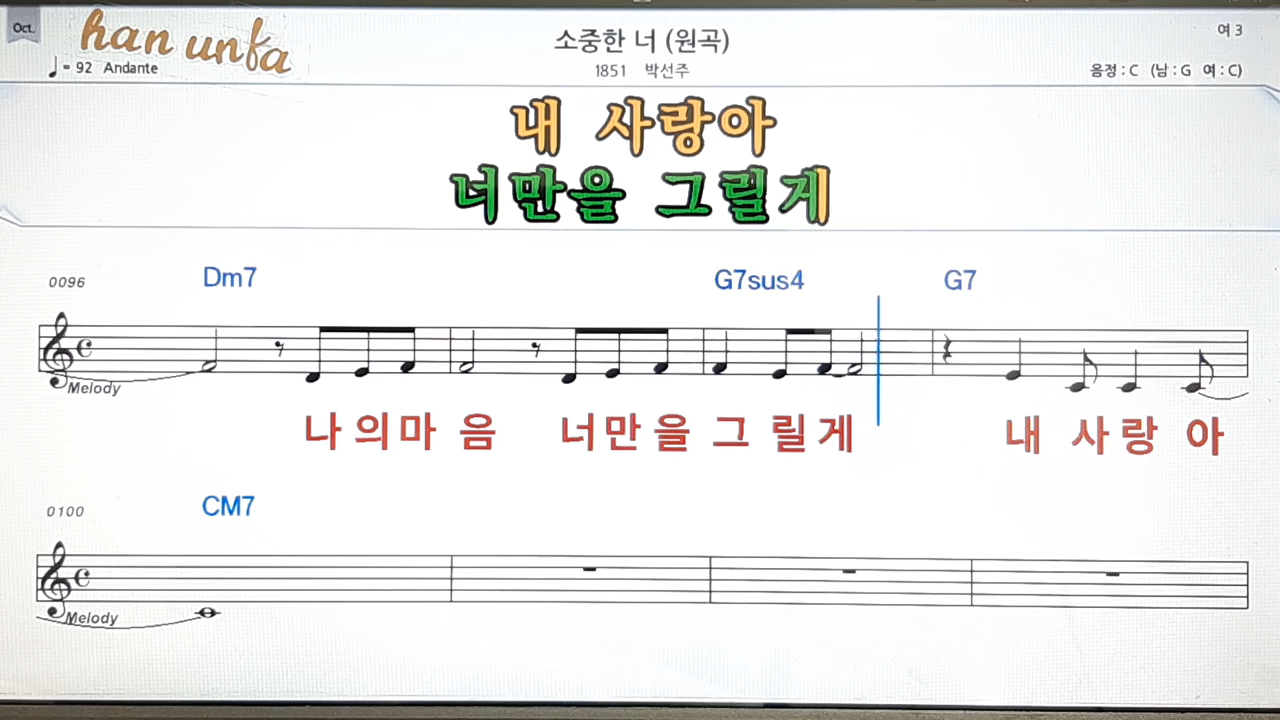 Oct.
han unfa
소중한 너 (원곡)
여 3
♩= 92 Andante
1851 박선주
음정 : C (남 : G 여 : C)
내 사랑아
너만을 그릴게
0096 Dm7 G7sus4 G7
Melody
나의마 음 너만을 그 릴게 내 사랑 아
0100 CM7
Melody